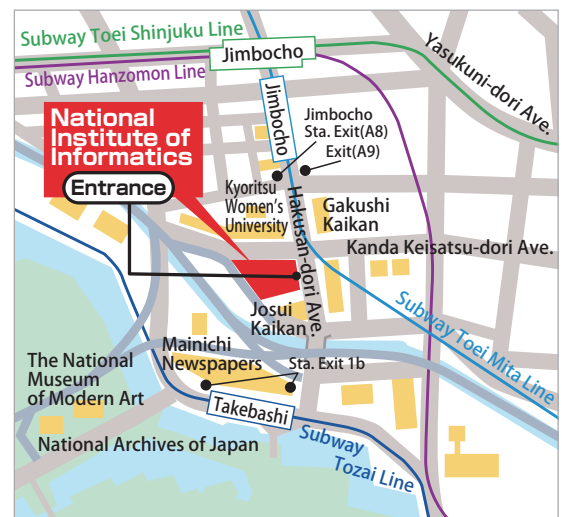 Subway Toei Shinjuku Line
Jimbocho
Subway Hanzomon Line
Yasukuni-dori Ave.
Jimbocho
National
Institute of
Informatics
Entrance
Jimbocho
Sta. Exit(A8)
Exit(A9)
Kyoritsu
Women's
University
Hakusan-dori Ave.
Gakushi
Kaikan
Kanda Keisatsu-dori Ave.
Josui
Kaikan
Subway Toei Mita Line
Mainichi
Newspapers
Sta. Exit 1b
The National
Museum
of Modern Art
Takebashi
National Archives of Japan
Subway
Tozai Line